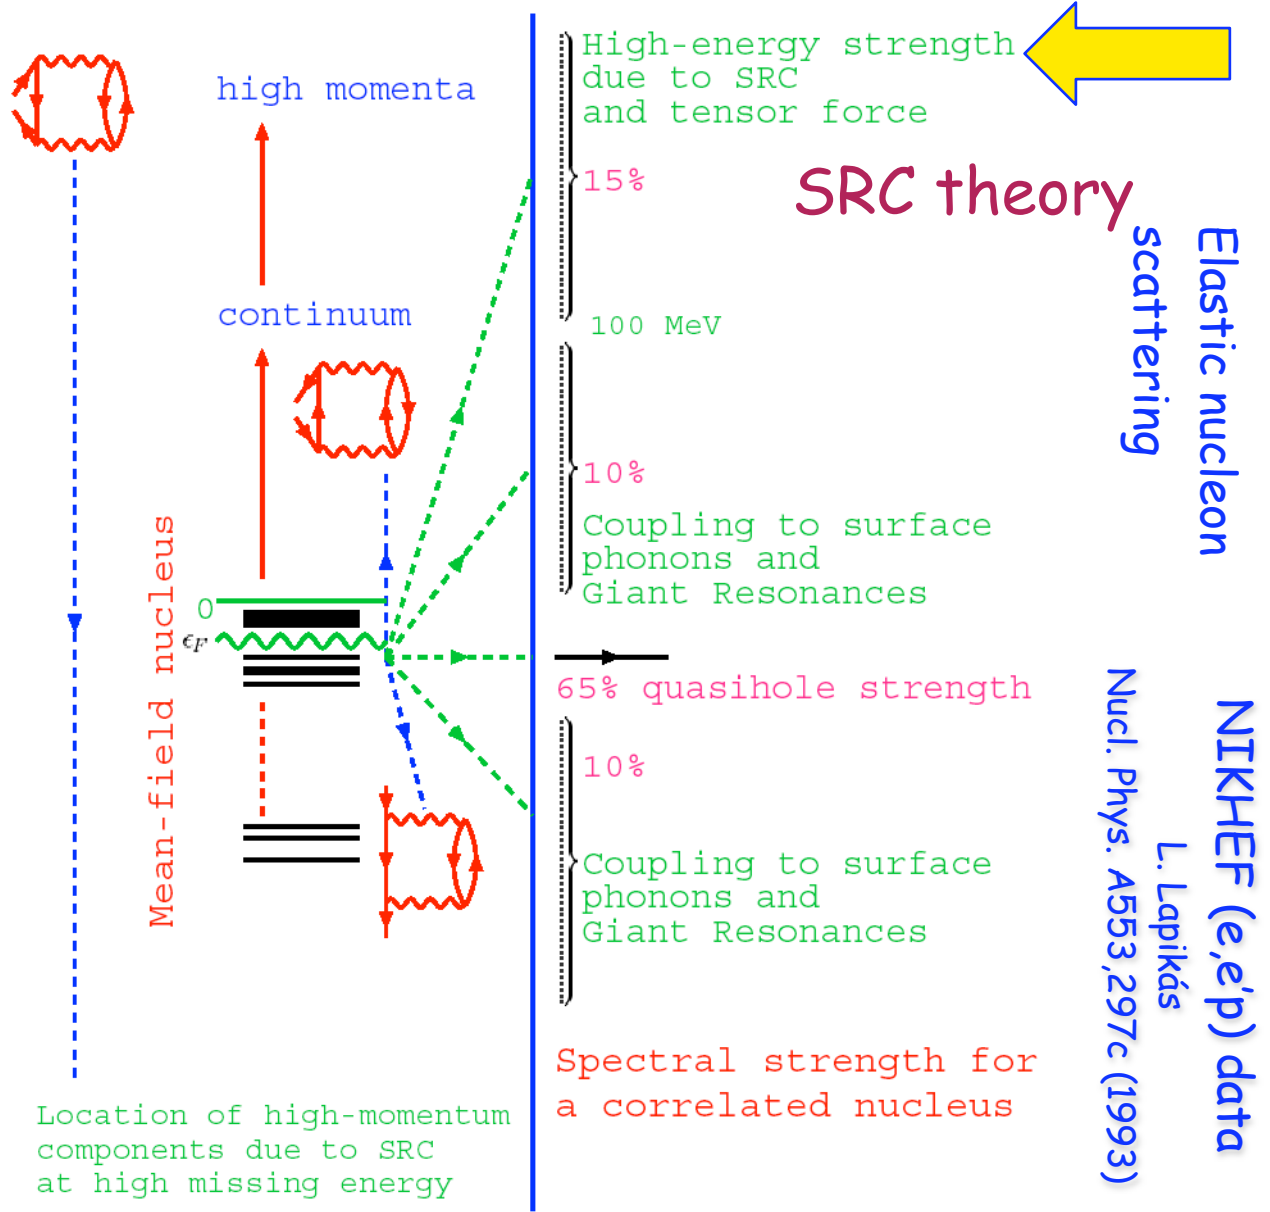 high momenta
continuum
Mean-field nucleus
0
ϵF
Location of high-momentum
components due to SRC
at high missing energy
High-energy strength
due to SRC
and tensor force
15%
100 MeV
10%
Coupling to surface
phonons and
Giant Resonances
65% quasihole strength
10%
Coupling to surface
phonons and
Giant Resonances
Spectral strength for
a correlated nucleus
SRC theory
Elastic nucleon
scattering
NIKHEF (e,e'p) data
L. Lapikás
Nucl. Phys. A553,297c (1993)